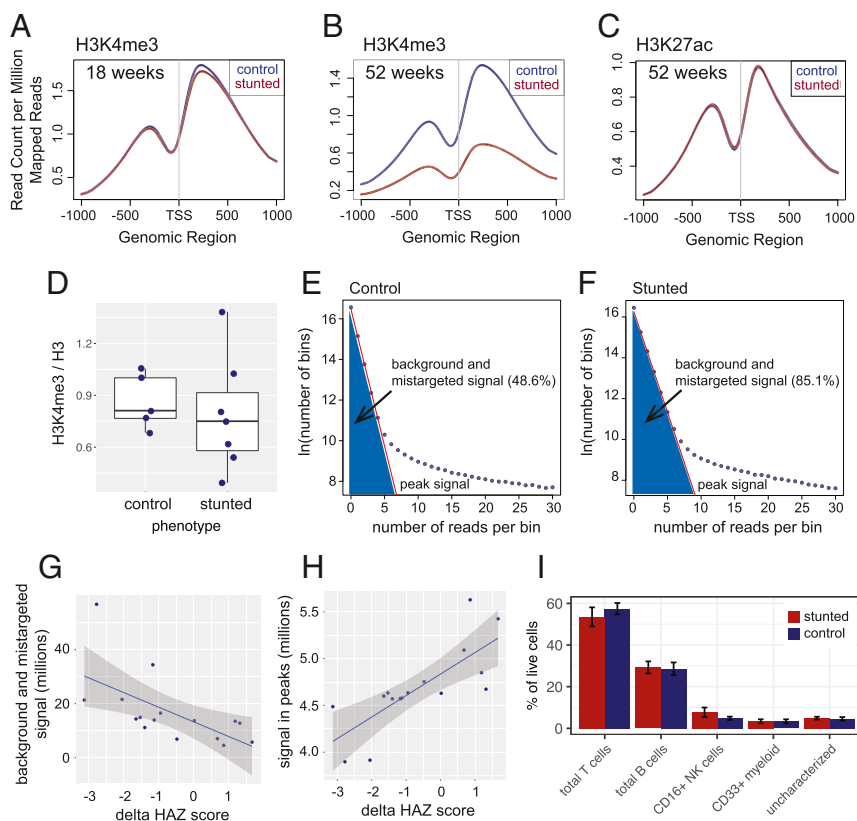 A
H3K4me3
18 weeks
control
stunted
Read Count per Million
Mapped Reads
0.5
1.0
1.5
-1000 -500 TSS 500 1000
Genomic Region
B
H3K4me3
52 weeks
control
stunted
0.2
0.6
1.0
1.4
-1000 -500 TSS 500 1000
Genomic Region
C
H3K27ac
52 weeks
control
stunted
0.2
0.4
0.6
0.8
1.0
-1000 -500 TSS 500 1000
Genomic Region
D
H3K4me3 / H3
1.2
0.9
0.6
control stunted
phenotype
E
Control
ln(number of bins)
16
14
12
10
8
background and
mistargeted signal (48.6%)
peak signal
0 5 10 15 20 25 30
number of reads per bin
F
Stunted
ln(number of bins)
16
14
12
10
8
background and
mistargeted signal (85.1%)
peak signal
0 5 10 15 20 25 30
number of reads per bin
G
background and mistargeted
signal (millions)
40
20
0
-3 -2 -1 0 1
delta HAZ score
H
signal in peaks (millions)
5.5
5.0
4.5
4.0
-3 -2 -1 0 1
delta HAZ score
I
% of live cells
60
40
20
0
stunted
control
total T cells
total B cells
CD16+ NK cells
CD33+ myeloid
uncharacterized